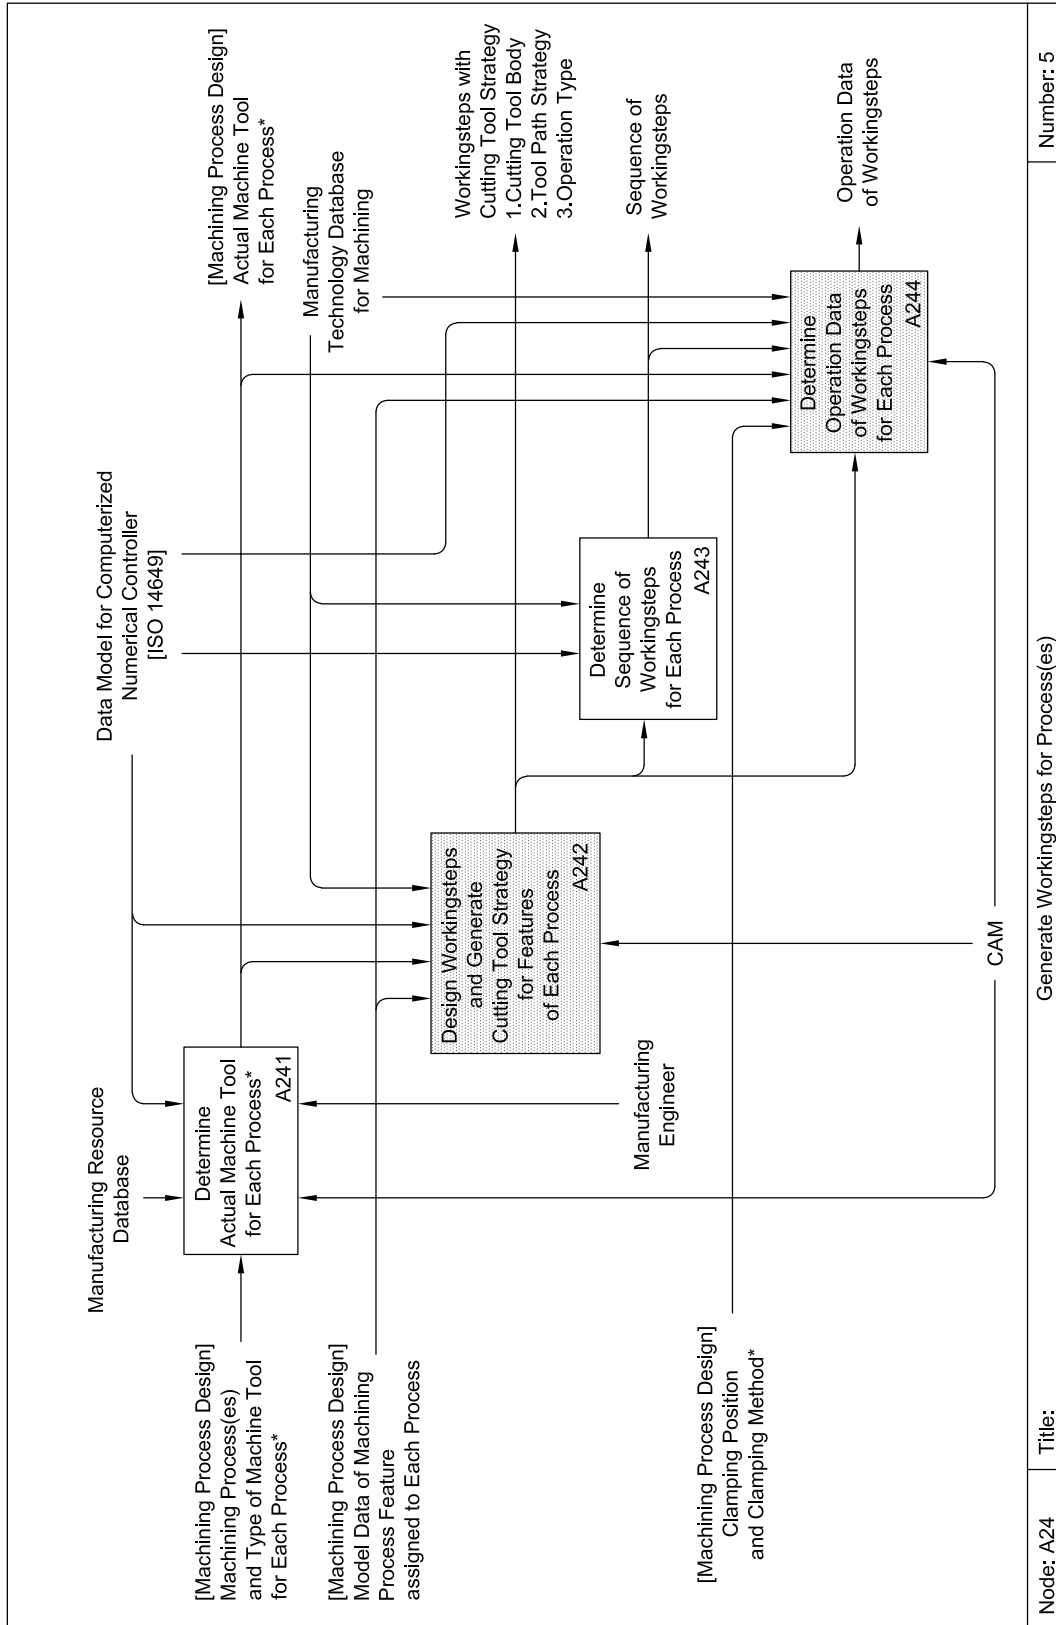 Manufacturing Resource
Database
Data Model for Computerized
Numerical Controller
[ISO 14649]
[Machining Process Design]
Actual Machine Tool
for Each Process*
Manufacturing
Technology Database
for Machining
[Machining Process Design]
Machining Process(es)
and Type of Machine Tool
for Each Process*
Determine
Actual Machine Tool
for Each Process*
A241
[Machining Process Design]
Model Data of Machining
Process Feature
assigned to Each Process
Design Workingsteps
and Generate
Cutting Tool Strategy
for Features
of Each Process
A242
Workingsteps with
Cutting Tool Strategy
1.Cutting Tool Body
2.Tool Path Strategy
3.Operation Type
Manufacturing
Engineer
Determine
Sequence of
Workingsteps
for Each Process
A243
Sequence of
Workingsteps
[Machining Process Design]
Clamping Position
and Clamping Method*
Determine
Operation Data
of Workingsteps
for Each Process
A244
Operation Data
of Workingsteps
CAM
Node: A24
Title:
Generate Workingsteps for Process(es)
Number: 5